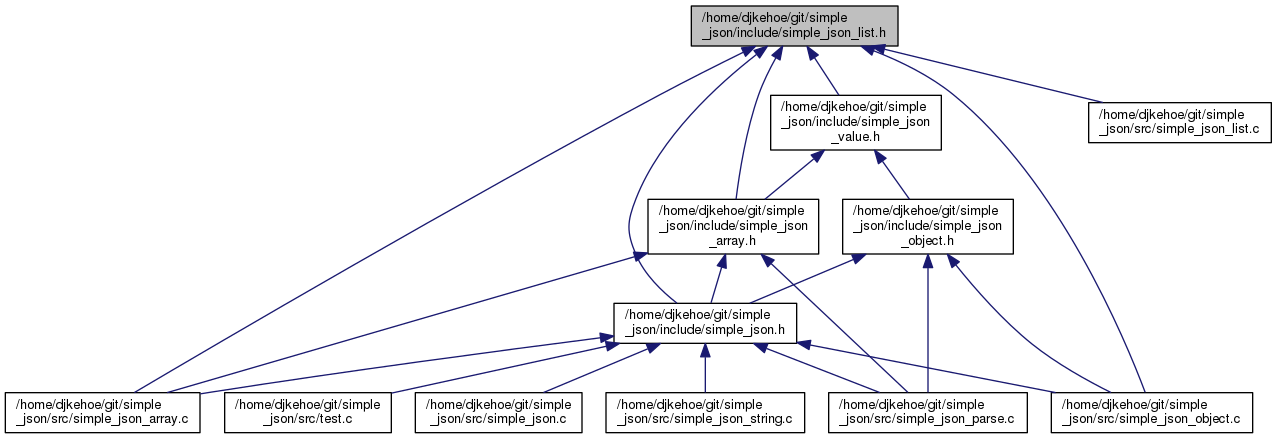 /home/djkehoe/git/simple
_json/include/simple_json_list.h
/home/djkehoe/git/simple
_json/include/simple_json
_value.h
/home/djkehoe/git/simple
_json/src/simple_json_list.c
/home/djkehoe/git/simple
_json/include/simple_json
_array.h
/home/djkehoe/git/simple
_json/include/simple_json
_object.h
/home/djkehoe/git/simple
_json/include/simple_json.h
/home/djkehoe/git/simple
_json/src/simple_json_array.c
/home/djkehoe/git/simple
_json/src/test.c
/home/djkehoe/git/simple
_json/src/simple_json.c
/home/djkehoe/git/simple
_json/src/simple_json_string.c
/home/djkehoe/git/simple
_json/src/simple_json_parse.c
/home/djkehoe/git/simple
_json/src/simple_json_object.c